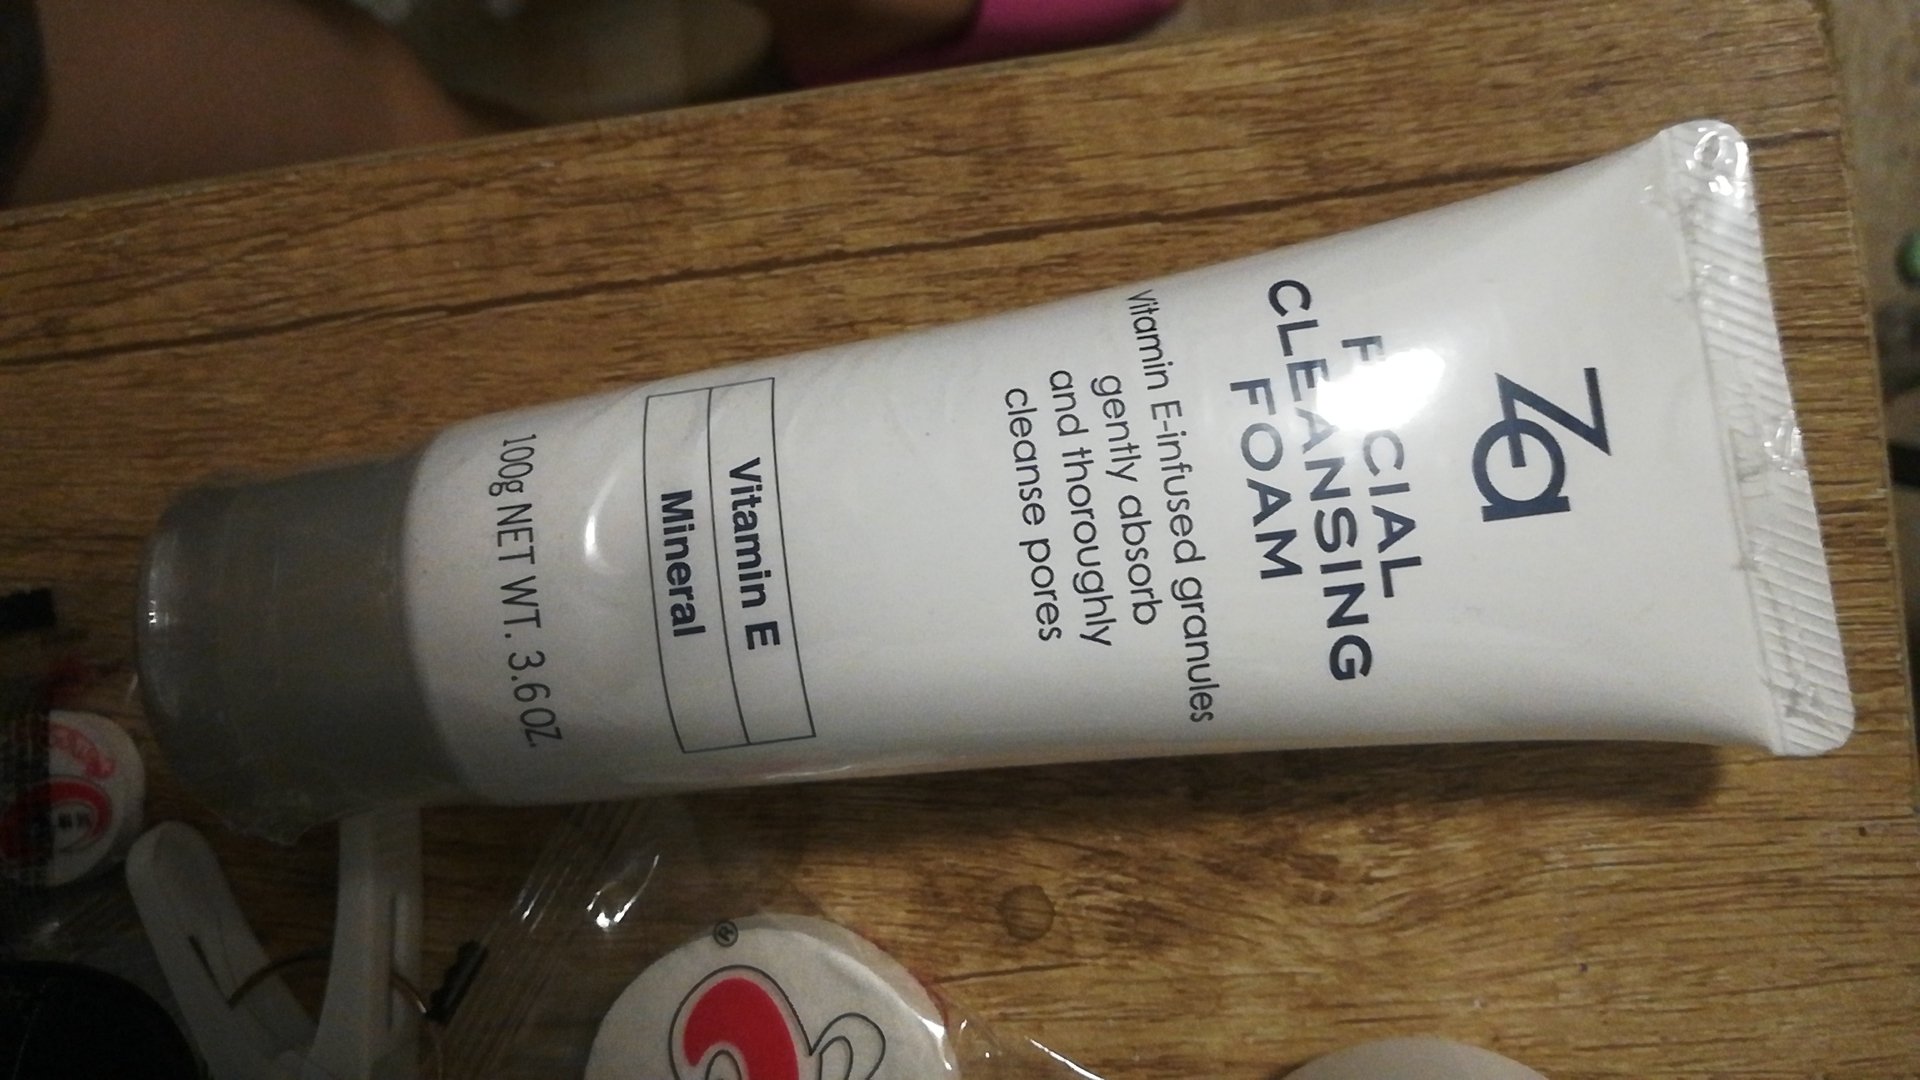 Za
FACIAL
CLEANSING
FOAM
Vitamin E-infused granules
gently absorb
and thoroughly
cleanse pores
Vitamin E
Mineral
100g NET WT. 3.6 OZ.
®